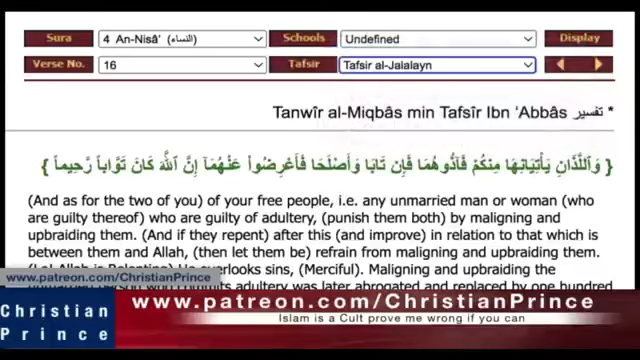 Sura 4 An-Nisâ' (النساء) Schools Undefined Display
Verse No. 16 Tafsir Tafsir al-Jalalayn
* تفسير Tanwîr al-Miqbâs min Tafsîr Ibn 'Abbâs
{ وَٱللَّذَانِ يَأْتِيَانِهَا مِنكُمْ فَآذُوهُمَا فَإِن تَابَا وَأَصْلَحَا فَأَعْرِضُواْ عَنْهُمَآ إِنَّ ٱللَّهَ كَانَ تَوَّاباً رَّحِيماً }
(And as for the two of you) of your free people, i.e. any unmarried man or woman (who
are guilty thereof) who are guilty of adultery, (punish them both) by maligning and
upbraiding them. (And if they repent) after this (and improve) in relation to that which is
between them and Allah, (then let them be) refrain from maligning and upbraiding them.
overlooks sins, (Merciful). Maligning and upbraiding the
www.patreon.com/ChristianPrince
adultery was later abrogated and replaced by one hundred
www.patreon.com/ChristianPrince
Christian
Prince
Islam is a Cult prove me wrong if you can